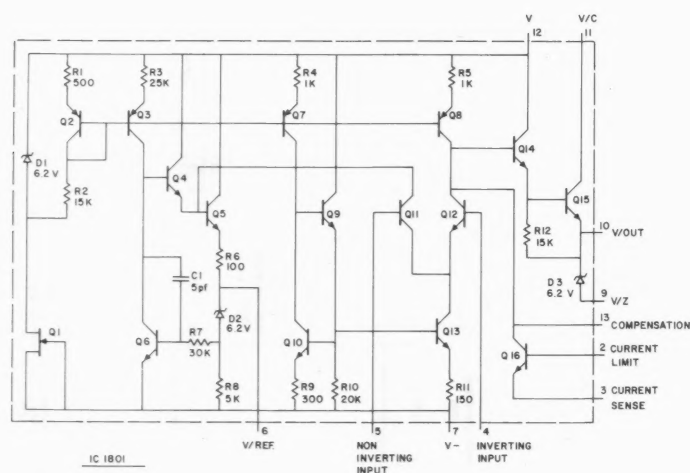 V
V/C
12
11
R1
500
R3
25K
R4
1K
R5
1K
Q2
Q3
Q7
Q8
Q14
D1
6.2 V
Q4
R2
15K
Q5
Q9
Q11
Q12
Q15
R12
15K
10 V/OUT
R6
100
C1
5pf
D3
6.2 V
9 V/Z
D2
6.2V
13 COMPENSATION
Q1
Q6
R7
30K
Q10
Q13
Q16
2 CURRENT
LIMIT
R8
5K
R9
300
R10
20K
R11
150
3 CURRENT
SENSE
6
V/REF.
5
NON
INVERTING
INPUT
7
V-
4
INVERTING
INPUT
IC 1801